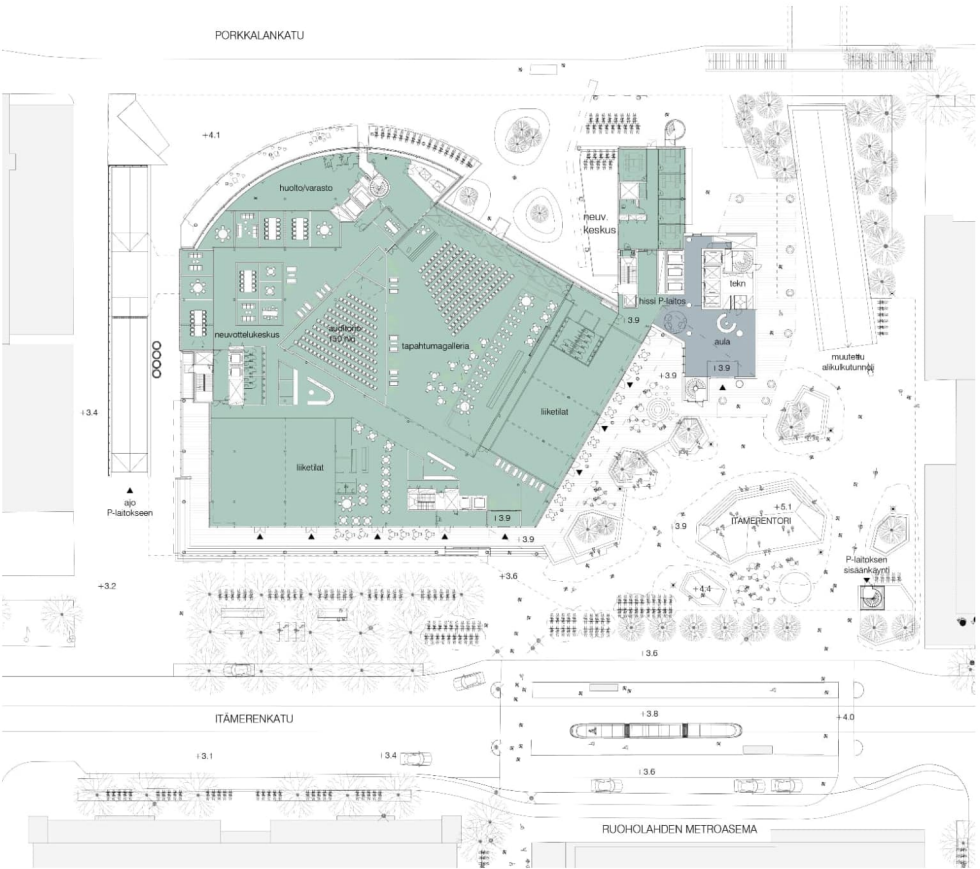 PORKKALANKATU
+4.1
huolto/varasto
neuv.
keskus
tekn
hissi P-laitos
neuvottelukeskus
auditorio
tapahtumagalleria
3.9
aula
muutettu
alikulkutunneli
+3.9
+3.9
+3.4
liiketilat
liiketilat
ajo
P-laitokseen
+3.9
+3.9
+3.9
+5.1
ITÄMERENTORI
P-laitoksen
sisäänkäynti
+3.2
+3.6
+4.4
+3.6
ITÄMERENKATU
+3.8
+4.0
+3.1
+3.4
+3.6
RUOHOLAHDEN METROASEMA